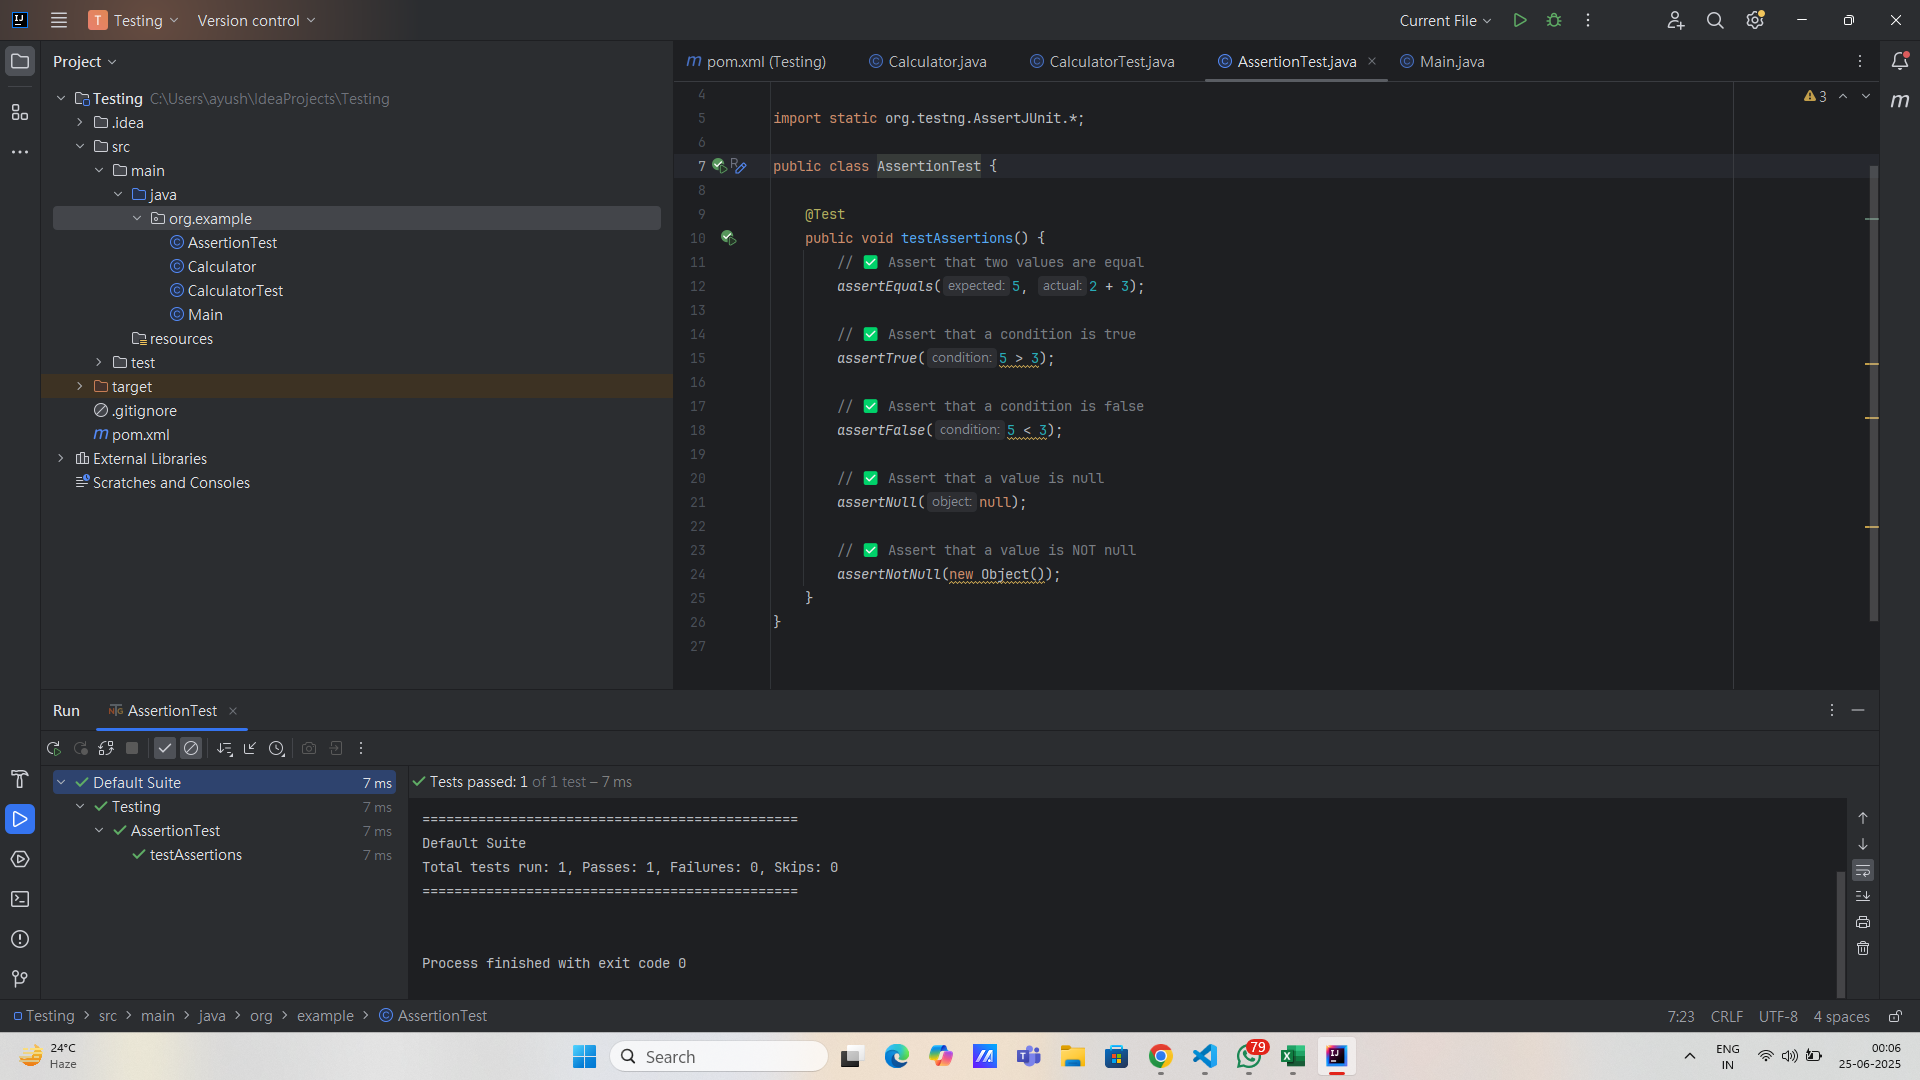 Testing
Version control
Current File
Project
pom.xml (Testing)
Calculator.java
CalculatorTest.java
AssertionTest.java
Main.java
Testing C:\Users\ayush\IdeaProjects\Testing
.idea
src
main
java
org.example
AssertionTest
Calculator
CalculatorTest
Main
resources
test
target
.gitignore
pom.xml
External Libraries
Scratches and Consoles
3
4
5 import static org.testng.AssertJUnit.*;
6
7 public class AssertionTest {
8
9 @Test
10 public void testAssertions() {
11 // ✅ Assert that two values are equal
12 assertEquals( expected: 5, actual: 2 + 3);
13
14 // ✅ Assert that a condition is true
15 assertTrue( condition: 5 > 3);
16
17 // ✅ Assert that a condition is false
18 assertFalse( condition: 5 < 3);
19
20 // ✅ Assert that a value is null
21 assertNull( object: null);
22
23 // ✅ Assert that a value is NOT null
24 assertNotNull(new Object());
25 }
26 }
27
Run
AssertionTest
Default Suite 7 ms
Testing 7 ms
AssertionTest 7 ms
testAssertions 7 ms
Tests passed: 1 of 1 test – 7 ms
===============================================
Default Suite
Total tests run: 1, Passes: 1, Failures: 0, Skips: 0
===============================================
Process finished with exit code 0
Testing > src > main > java > org > example > AssertionTest
7:23 CRLF UTF-8 4 spaces
24°C
Haze
Search
79
ENG
IN
00:06
25-06-2025